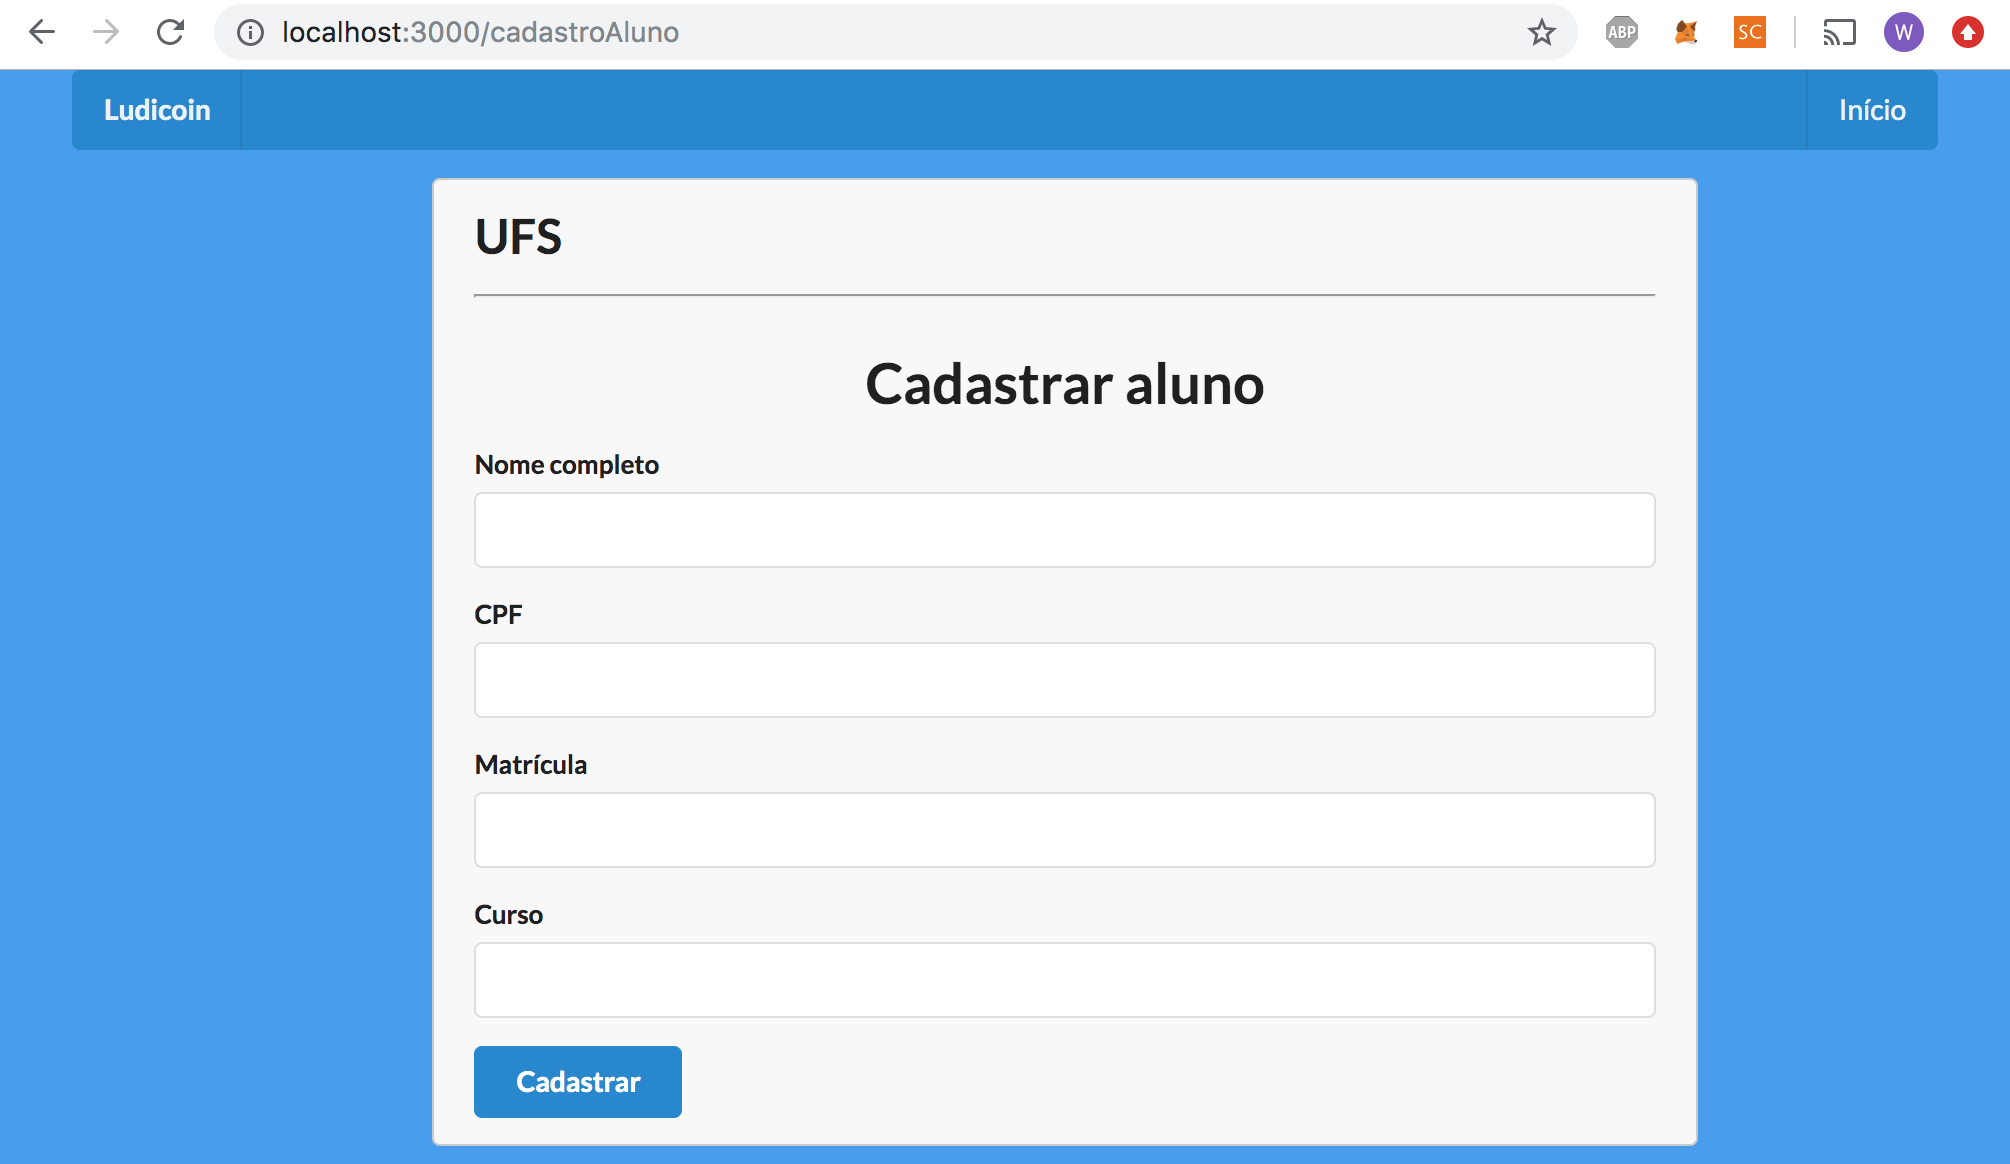 localhost:3000/cadastroAluno
ABP
SC
W
Ludicoin
Início
UFS
Cadastrar aluno
Nome completo
CPF
Matrícula
Curso
Cadastrar